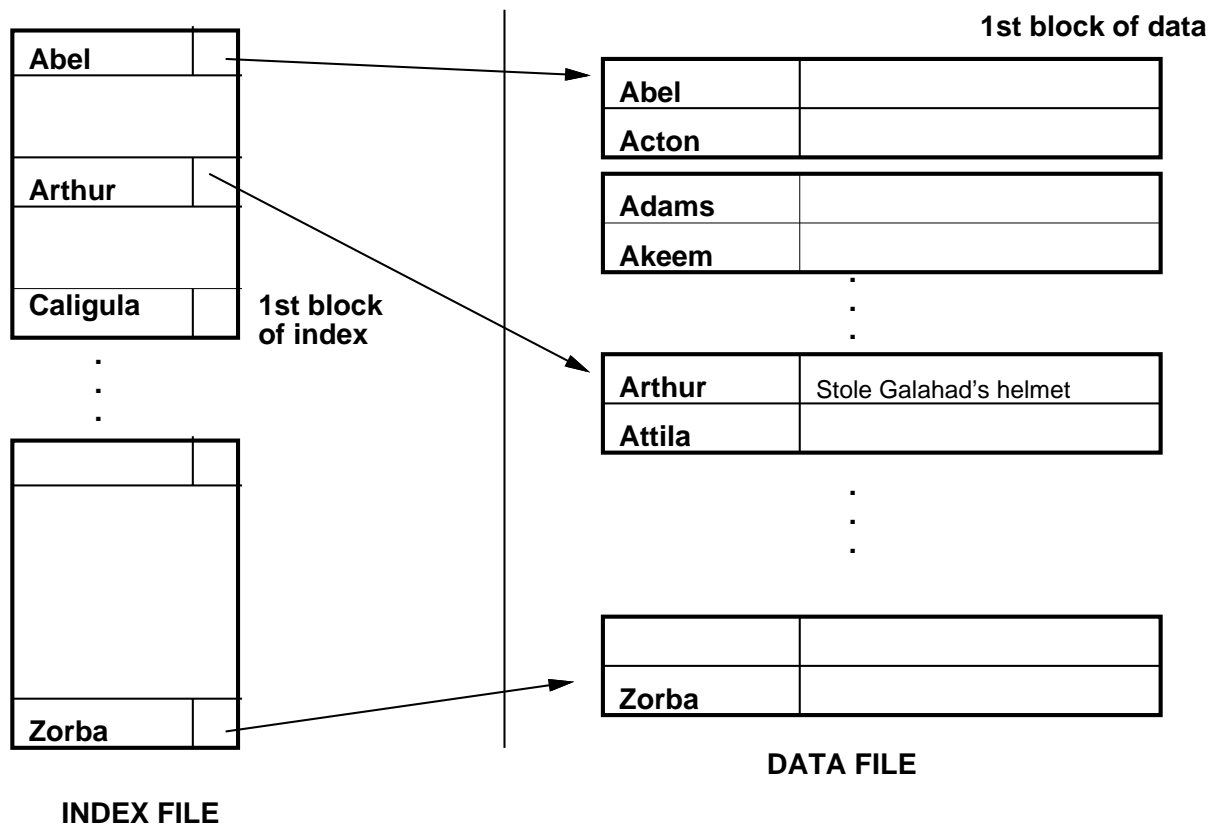 Abel
Arthur
Caligula
1st block
of index
.
.
.
Zorba
INDEX FILE
1st block of data
Abel
Acton
Adams
Akeem
.
.
.
Arthur Stole Galahad's helmet
Attila
.
.
.
Zorba
DATA FILE